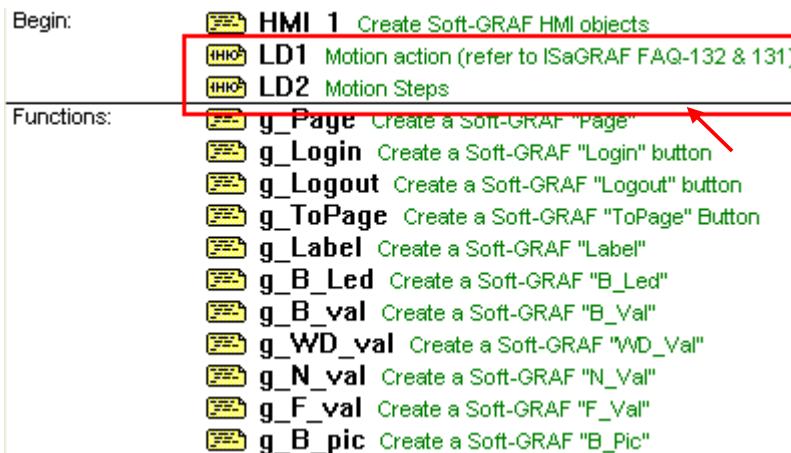 Begin: HMI_1 Create Soft-GRAF HMI objects
LD1 Motion action (refer to ISaGRAF FAQ-132 & 131)
LD2 Motion Steps
Functions: g_Page Create a Soft-GRAF "Page"
g_Login Create a Soft-GRAF "Login" button
g_Logout Create a Soft-GRAF "Logout" button
g_ToPage Create a Soft-GRAF "ToPage" Button
g_Label Create a Soft-GRAF "Label"
g_B_Led Create a Soft-GRAF "B_Led"
g_B_val Create a Soft-GRAF "B_Val"
g_WD_val Create a Soft-GRAF "WD_Val"
g_N_val Create a Soft-GRAF "N_Val"
g_F_val Create a Soft-GRAF "F_Val"
g_B_pic Create a Soft-GRAF "B_Pic"